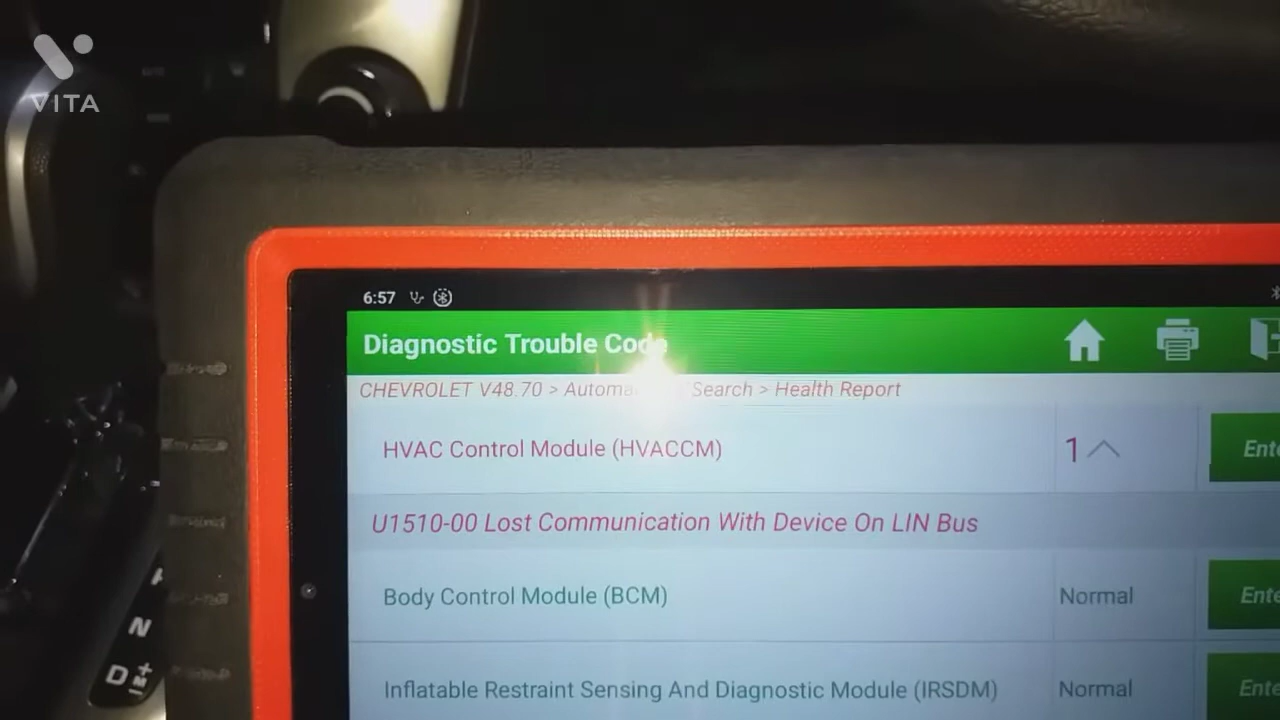 VITA
6:57
Diagnostic Trouble Code
CHEVROLET V48.70 > Search > Health Report
HVAC Control Module (HVACCM)
1
U1510-00 Lost Communication With Device On LIN Bus
Body Control Module (BCM)
Normal
Inflatable Restraint Sensing And Diagnostic Module (IRSDM)
Normal
N
D
+
M
−